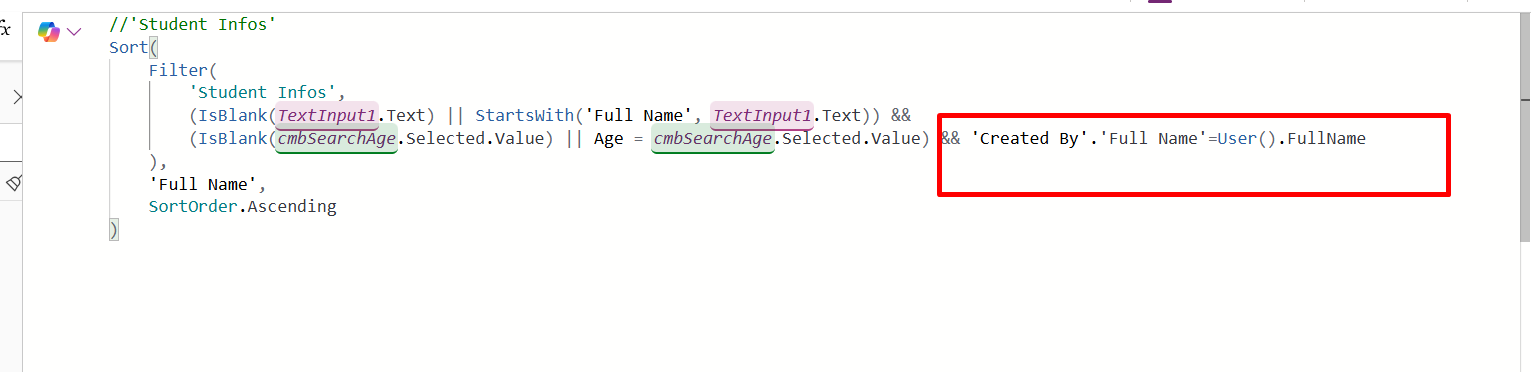 //'Student Infos'
Sort(
Filter(
'Student Infos',
(IsBlank(TextInput1.Text) || StartsWith('Full Name', TextInput1.Text)) &&
(IsBlank(cmbSearchAge.Selected.Value) || Age = cmbSearchAge.Selected.Value) && 'Created By'.'Full Name'=User().FullName
),
'Full Name',
SortOrder.Ascending
)